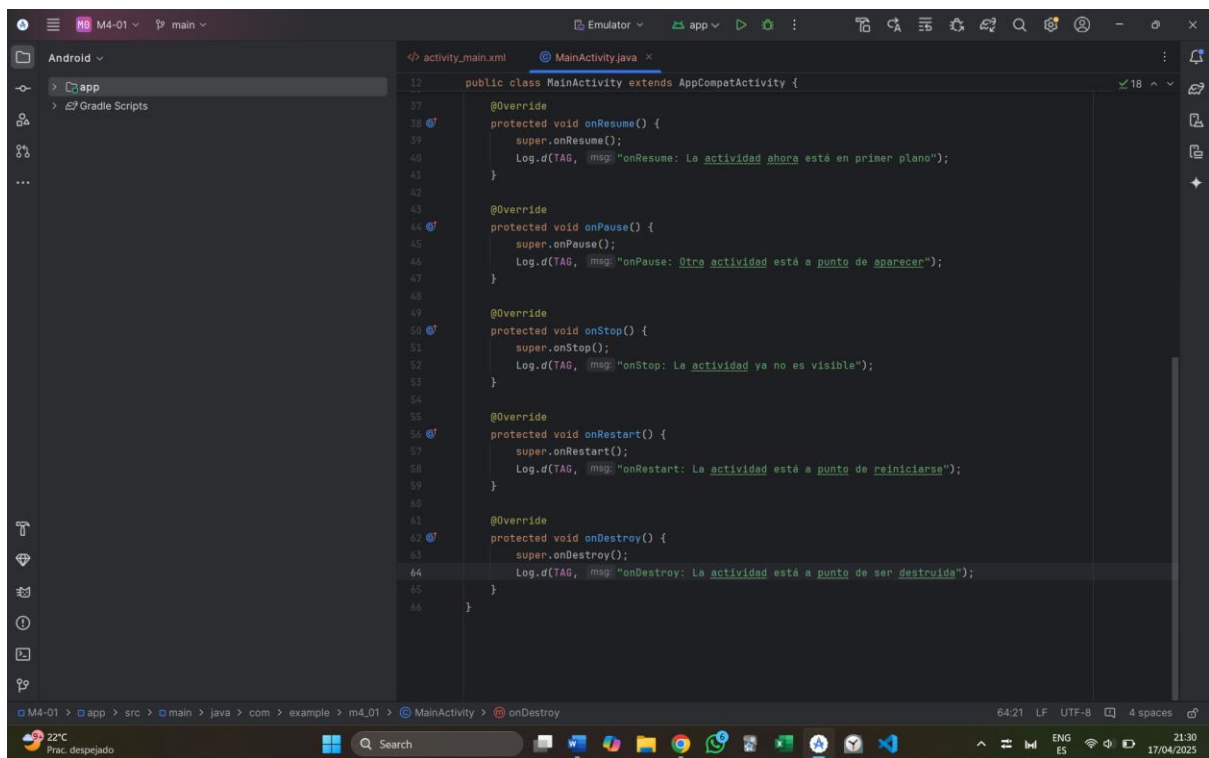 M0 M4-01 main Emulator app
Android
activity_main.xml MainActivity.java
app
Gradle Scripts
12 public class MainActivity extends AppCompatActivity { 18
37 @Override
38 protected void onResume() {
39 super.onResume();
40 Log.d(TAG, msg: "onResume: La actividad ahora está en primer plano");
41 }
42
43 @Override
44 protected void onPause() {
45 super.onPause();
46 Log.d(TAG, msg: "onPause: Otra actividad está a punto de aparecer");
47 }
48
49 @Override
50 protected void onStop() {
51 super.onStop();
52 Log.d(TAG, msg: "onStop: La actividad ya no es visible");
53 }
54
55 @Override
56 protected void onRestart() {
57 super.onRestart();
58 Log.d(TAG, msg: "onRestart: La actividad está a punto de reiniciarse");
59 }
60
61 @Override
62 protected void onDestroy() {
63 super.onDestroy();
64 Log.d(TAG, msg: "onDestroy: La actividad está a punto de ser destruida");
65 }
66 }
M4-01 > app > src > main > java > com > example > m4_01 > MainActivity > onDestroy 64:21 LF UTF-8 4 spaces
9+ 22°C
Prac. despejado
Search
6
ENG
ES
21:30
17/04/2025